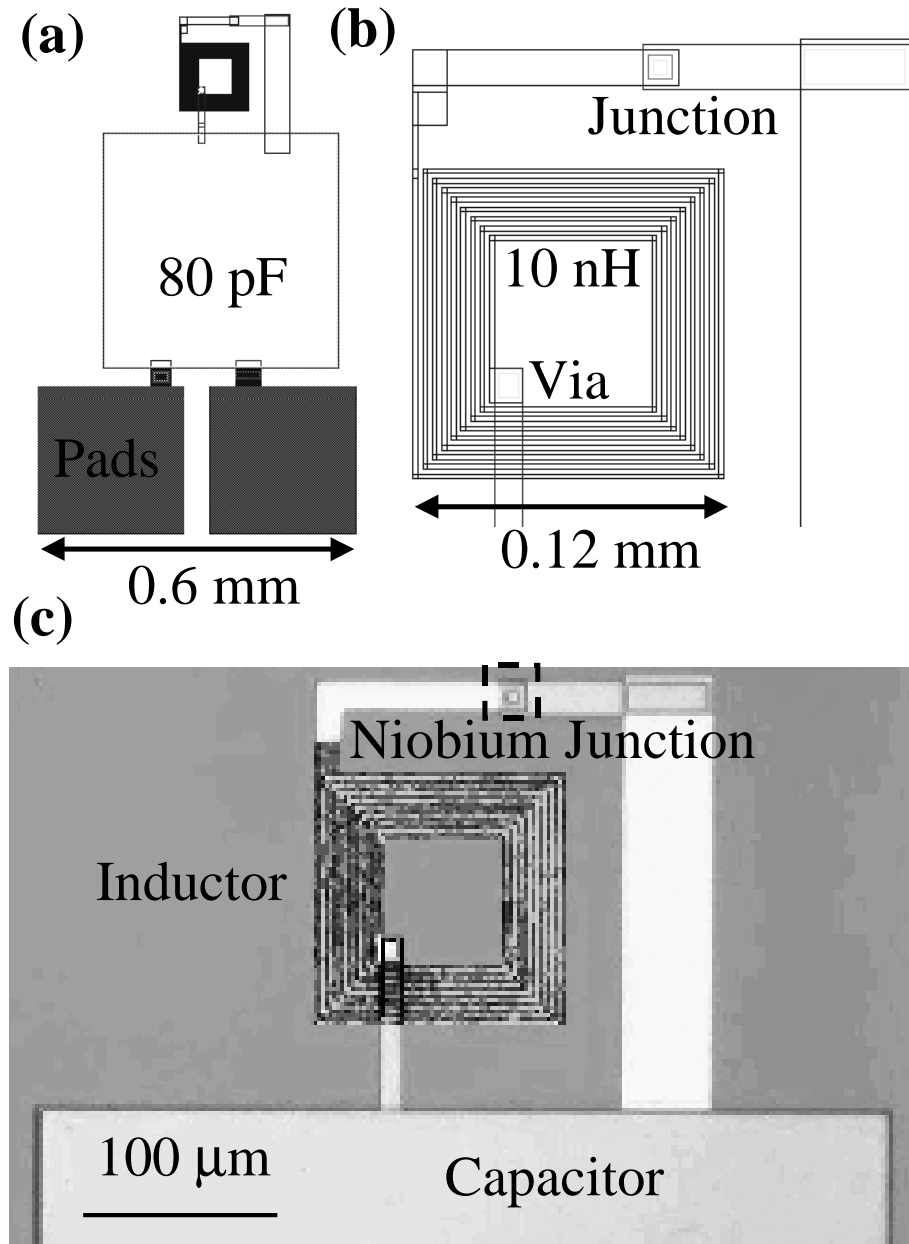 (a)
80 pF
Pads
0.6 mm
(b)
Junction
10 nH
Via
0.12 mm
(c)
Niobium Junction
Inductor
100 μm
Capacitor